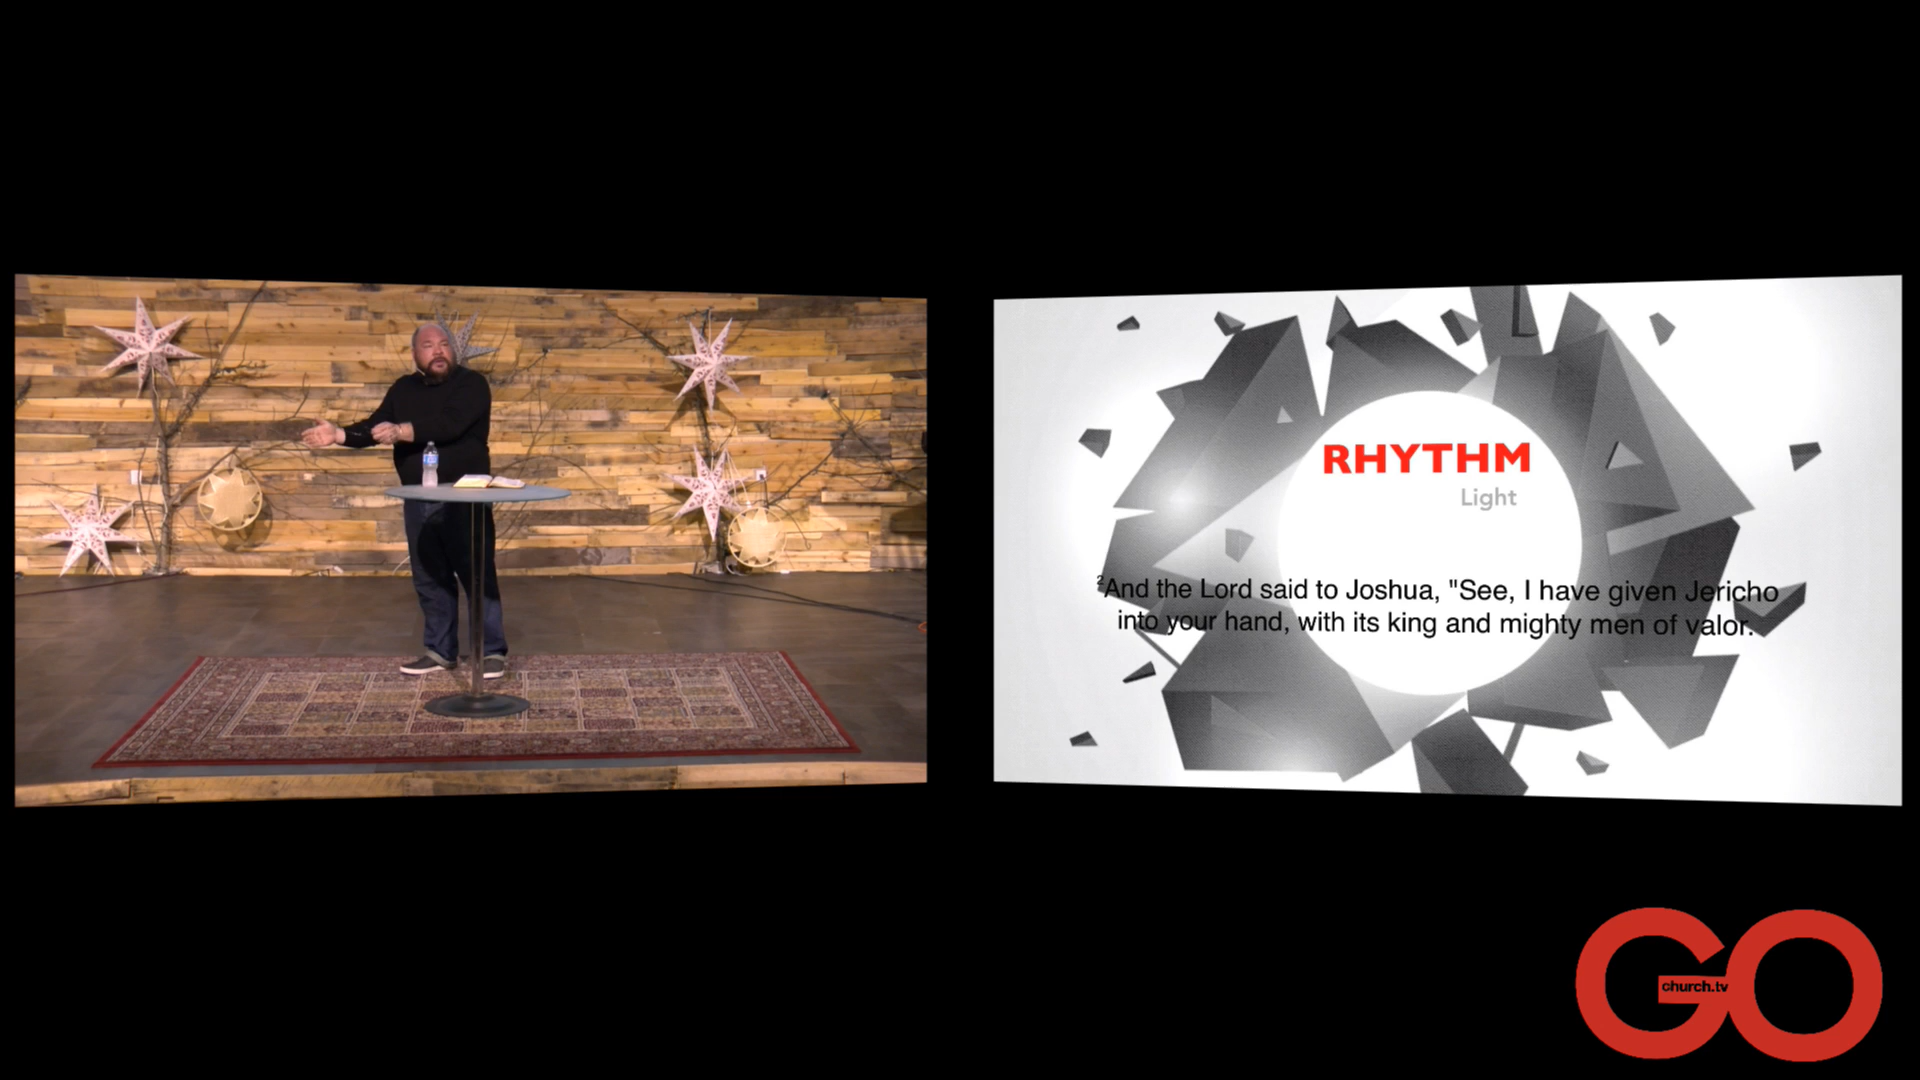 RHYTHM
Light
²And the Lord said to Joshua, "See, I have given Jericho
into your hand, with its king and mighty men of valor.
GO
church.tv